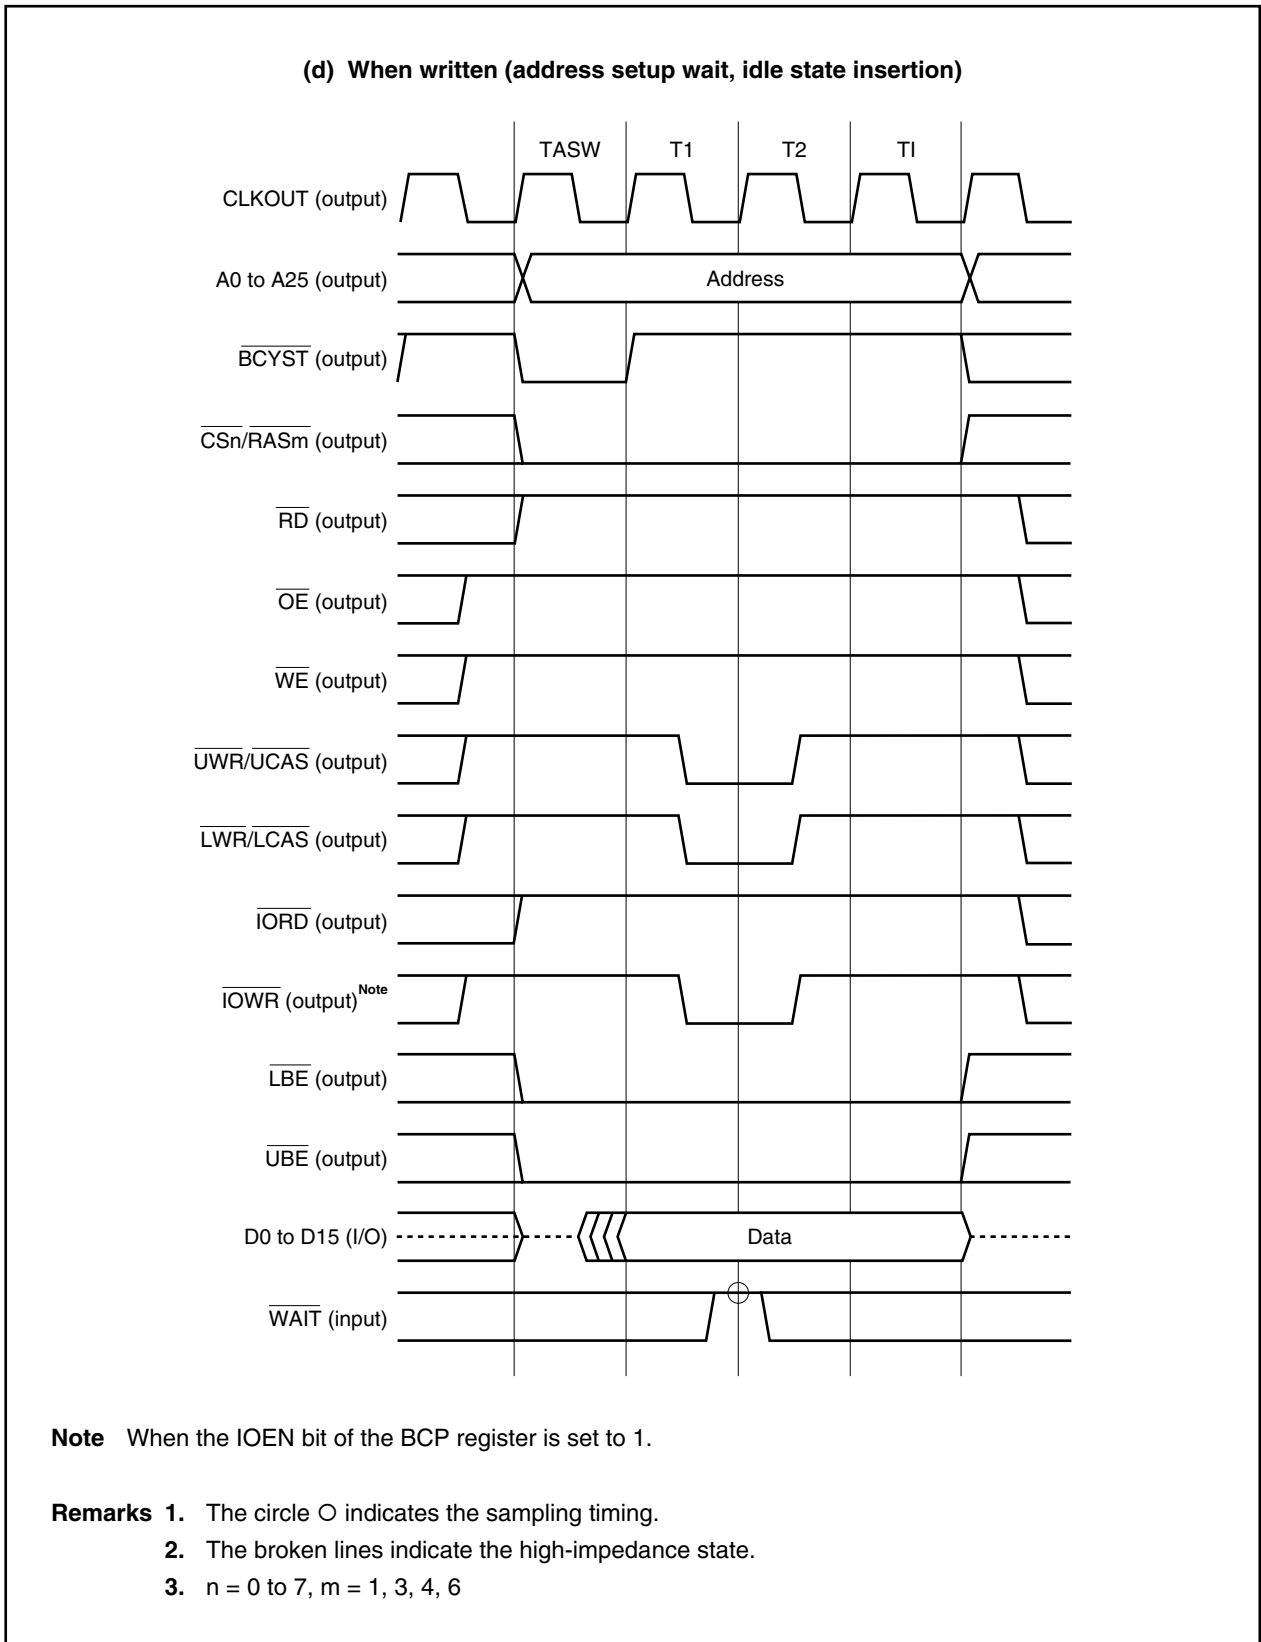 (d) When written (address setup wait, idle state insertion)
TASW T1 T2 TI
CLKOUT (output)
A0 to A25 (output) Address
BCYST (output)
CSn/RASm (output)
RD (output)
OE (output)
WE (output)
UWR/UCAS (output)
LWR/LCAS (output)
IORD (output)
IOWR (output)Note
LBE (output)
UBE (output)
D0 to D15 (I/O) Data
WAIT (input)
Note When the IOEN bit of the BCP register is set to 1.
Remarks 1. The circle ○ indicates the sampling timing.
2. The broken lines indicate the high-impedance state.
3. n = 0 to 7, m = 1, 3, 4, 6